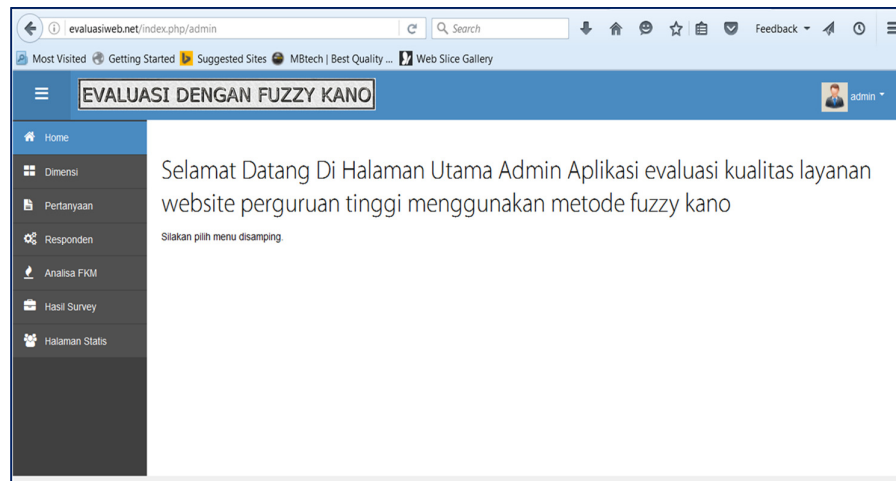 evaluasiweb.net/index.php/admin
Search
Feedback
Most Visited Getting Started Suggested Sites MBtech | Best Quality ... Web Slice Gallery
EVALUASI DENGAN FUZZY KANO
admin
Home
Dimensi
Pertanyaan
Responden
Analisa FKM
Hasil Survey
Halaman Statis
Selamat Datang Di Halaman Utama Admin Aplikasi evaluasi kualitas layanan
website perguruan tinggi menggunakan metode fuzzy kano
Silakan pilih menu disamping.